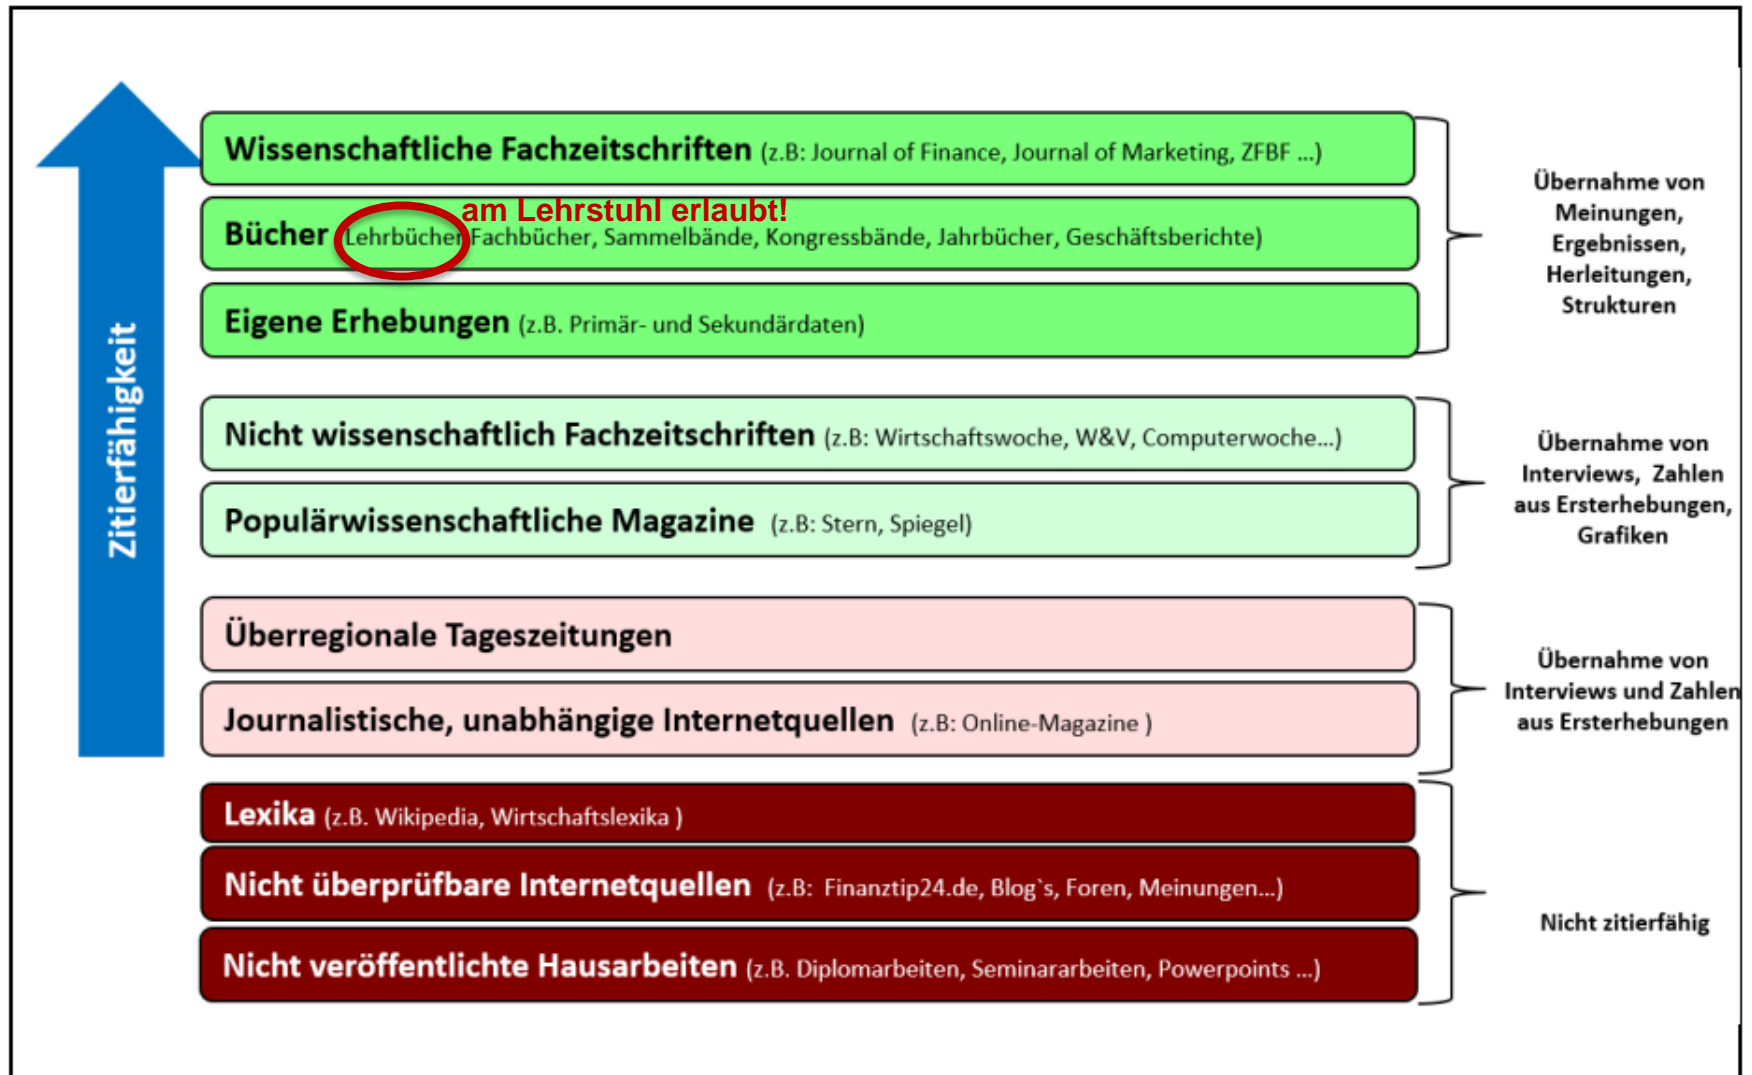 Zitierfähigkeit
Wissenschaftliche Fachzeitschriften (z.B: Journal of Finance, Journal of Marketing, ZFBF ...)
am Lehrstuhl erlaubt!
Bücher (Lehrbücher, Fachbücher, Sammelbände, Kongressbände, Jahrbücher, Geschäftsberichte)
Eigene Erhebungen (z.B. Primär- und Sekundärdaten)
Übernahme von
Meinungen,
Ergebnissen,
Herleitungen,
Strukturen
Nicht wissenschaftlich Fachzeitschriften (z.B: Wirtschaftswoche, W&V, Computerwoche...)
Populärwissenschaftliche Magazine (z.B: Stern, Spiegel)
Übernahme von
Interviews, Zahlen
aus Ersterhebungen,
Grafiken
Überregionale Tageszeitungen
Journalistische, unabhängige Internetquellen (z.B: Online-Magazine )
Übernahme von
Interviews und Zahlen
aus Ersterhebungen
Lexika (z.B. Wikipedia, Wirtschaftslexika )
Nicht überprüfbare Internetquellen (z.B: Finanztip24.de, Blog`s, Foren, Meinungen...)
Nicht veröffentlichte Hausarbeiten (z.B. Diplomarbeiten, Seminararbeiten, Powerpoints ...)
Nicht zitierfähig